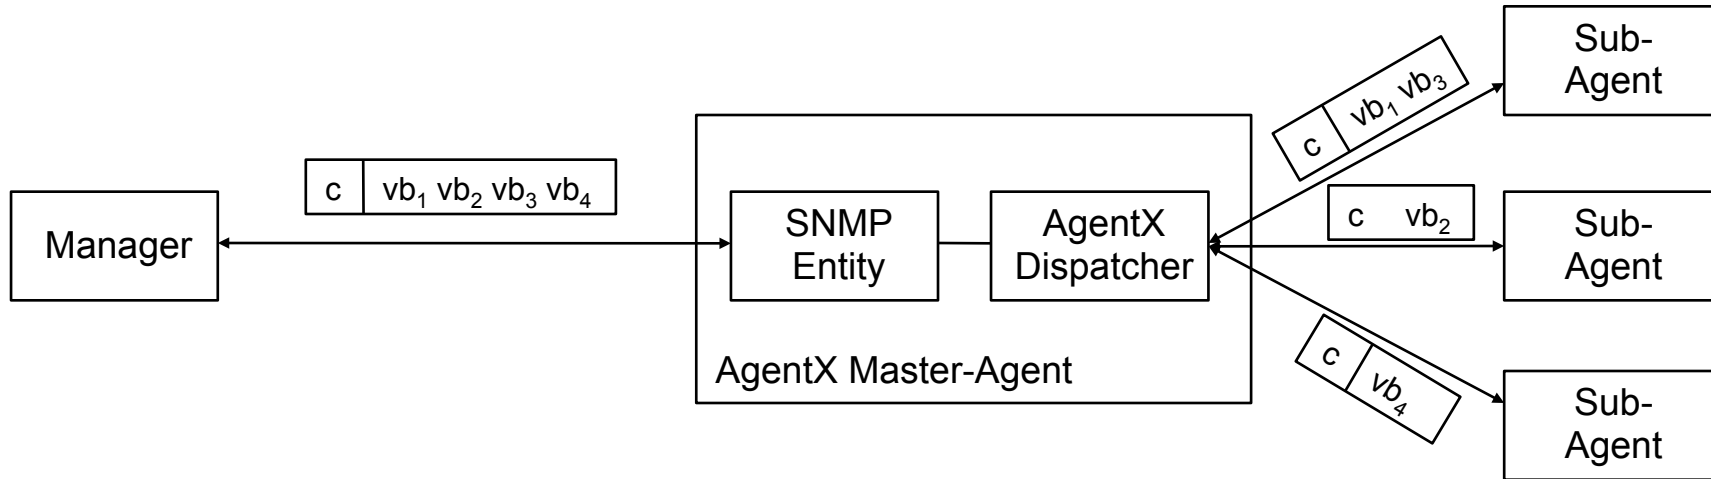 Manager
c vb₁ vb₂ vb₃ vb₄
SNMP
Entity
AgentX
Dispatcher
AgentX Master-Agent
c vb₁ vb₃
c vb₂
c vb₄
Sub-
Agent
Sub-
Agent
Sub-
Agent